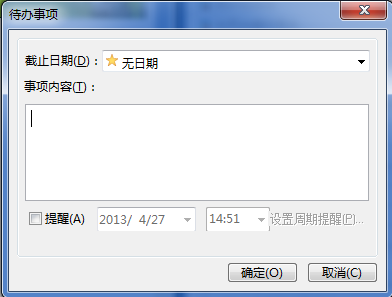 待办事项
截止日期(D)： 无日期
事项内容(T)：
提醒(A) 2013/ 4/27 14:51 设置周期提醒(P)...
确定(O) 取消(C)